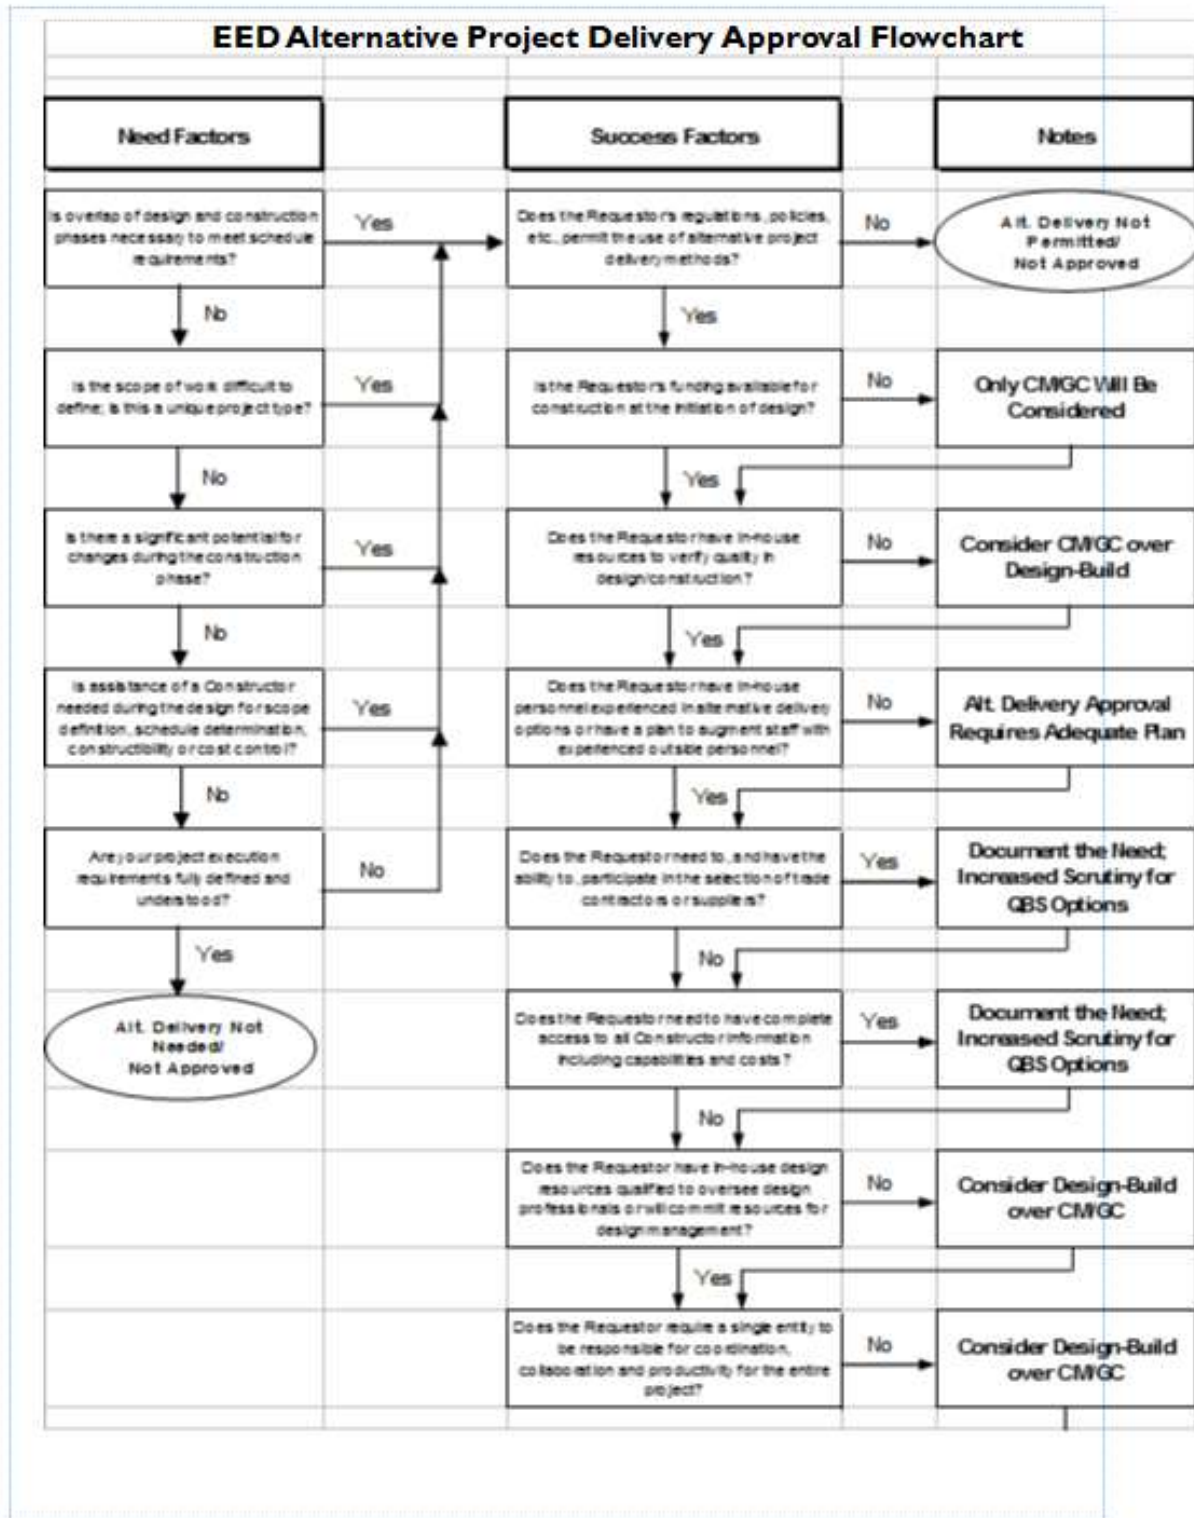 EED Alternative Project Delivery Approval Flowchart
Need Factors
Success Factors
Notes
Is overlap of design and construction
phases necessary to meet schedule
requirements?
Yes
Does the Requestor's regulations, policies,
etc., permit the use of alternative project
delivery methods?
No
Alt. Delivery Not
Permitted/
Not Approved
No
Yes
Is the scope of work difficult to
define; is this a unique project type?
Yes
Is the Requestor's funding available for
construction at the initiation of design?
No
Only CM/GC Will Be
Considered
No
Yes
Is there a significant potential for
changes during the construction
phase?
Yes
Does the Requestor have in-house
resources to verify quality in
design/construction?
No
Consider CM/GC over
Design-Build
No
Yes
Is assistance of a Constructor
needed during the design for scope
definition, schedule determination,
constructibility or cost control?
Yes
Does the Requestor have in-house
personnel experienced in alternative delivery
options or have a plan to augment staff with
experienced outside personnel?
No
Alt. Delivery Approval
Requires Adequate Plan
No
Yes
Are your project execution
requirements fully defined and
understood?
No
Does the Requestor need to, and have the
ability to, participate in the selection of trade
contractors or suppliers?
Yes
Document the Need;
Increased Scrutiny for
QBS Options
Yes
No
Alt. Delivery Not
Needed/
Not Approved
Does the Requestor need to have complete
access to all Constructor information
including capabilities and costs?
Yes
Document the Need;
Increased Scrutiny for
QBS Options
No
Does the Requestor have in-house design
resources qualified to oversee design
professionals or will commit resources for
design management?
No
Consider Design-Build
over CM/GC
Yes
Does the Requestor require a single entity to
be responsible for coordination,
collaboration and productivity for the entire
project?
No
Consider Design-Build
over CM/GC